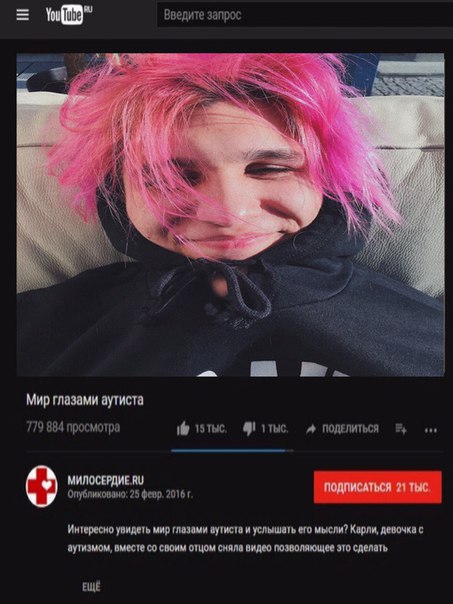 YouTube RU
Введите запрос
Мир глазами аутиста
779 884 просмотра
15 ТЫС.
1 ТЫС.
ПОДЕЛИТЬСЯ
МИЛОСЕРДИЕ.RU
Опубликовано: 25 февр. 2016 г.
ПОДПИСАТЬСЯ 21 ТЫС.
Интересно увидеть мир глазами аутиста и услышать его мысли? Карли, девочка с
аутизмом, вместе со своим отцом сняла видео позволяющее это сделать
ЕЩЁ